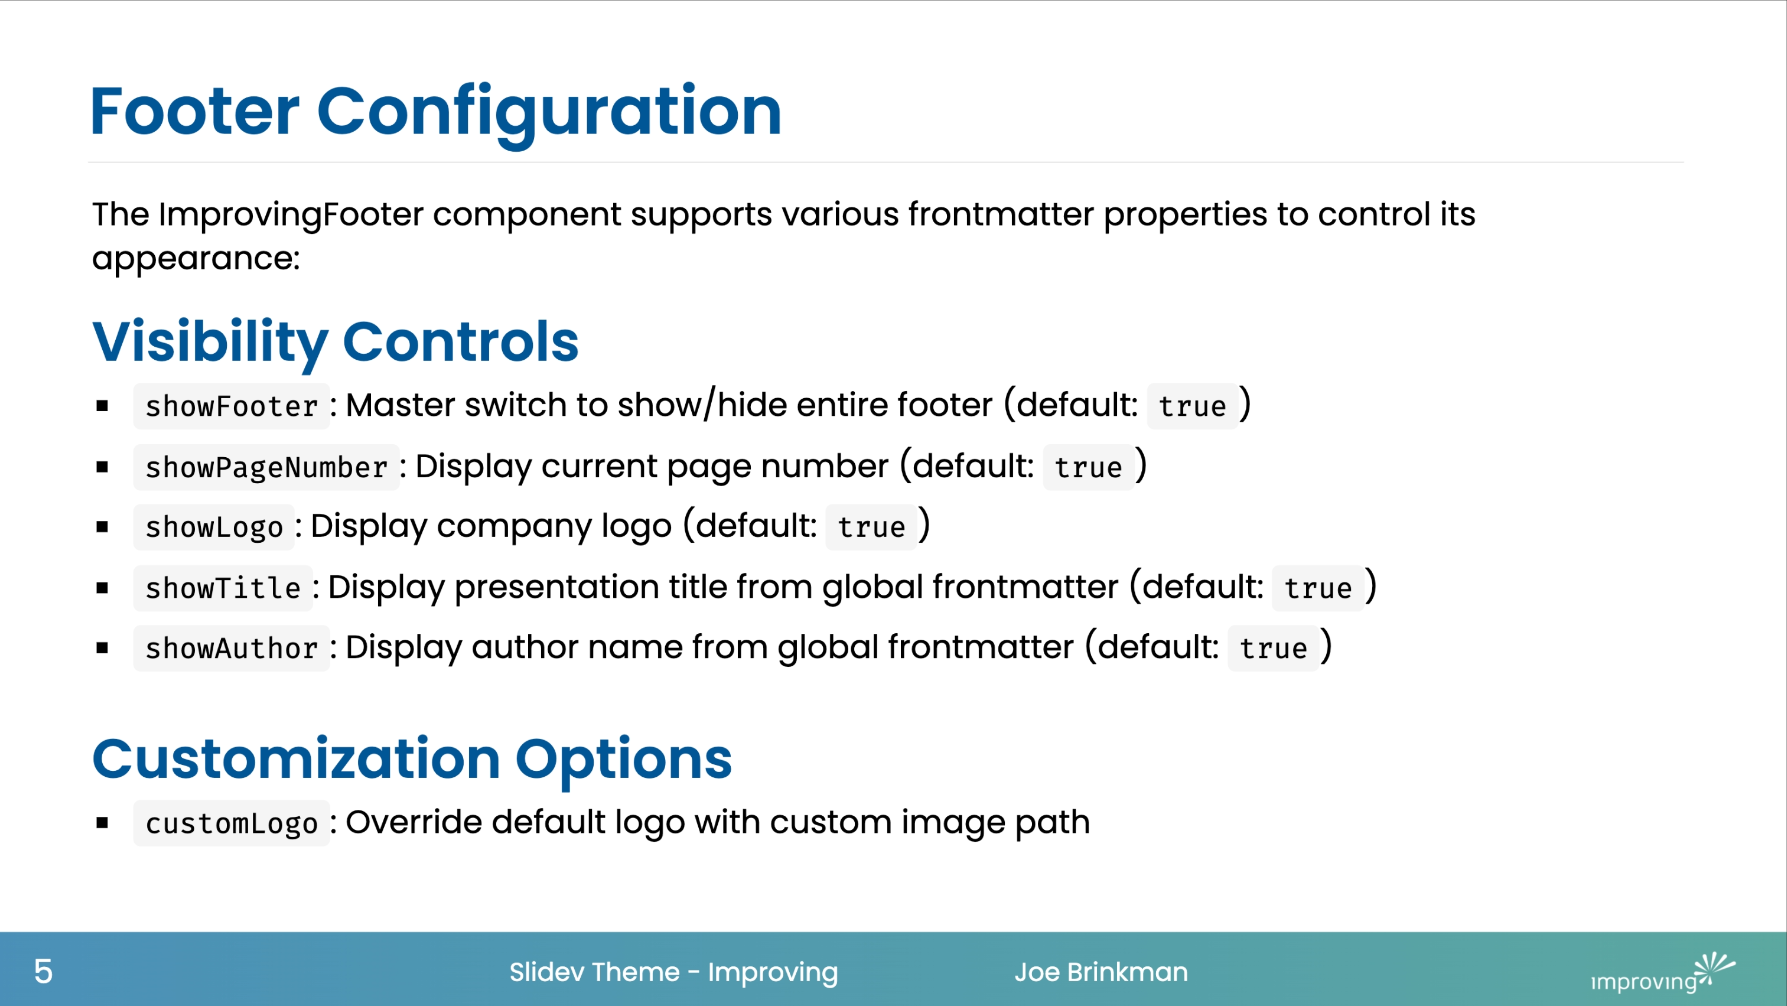 Footer Configuration
The ImprovingFooter component supports various frontmatter properties to control its
appearance:
Visibility Controls
▪ showFooter : Master switch to show/hide entire footer (default: true )
▪ showPageNumber : Display current page number (default: true )
▪ showLogo : Display company logo (default: true )
▪ showTitle : Display presentation title from global frontmatter (default: true )
▪ showAuthor : Display author name from global frontmatter (default: true )
Customization Options
▪ customLogo : Override default logo with custom image path
5 Slidev Theme - Improving Joe Brinkman improving